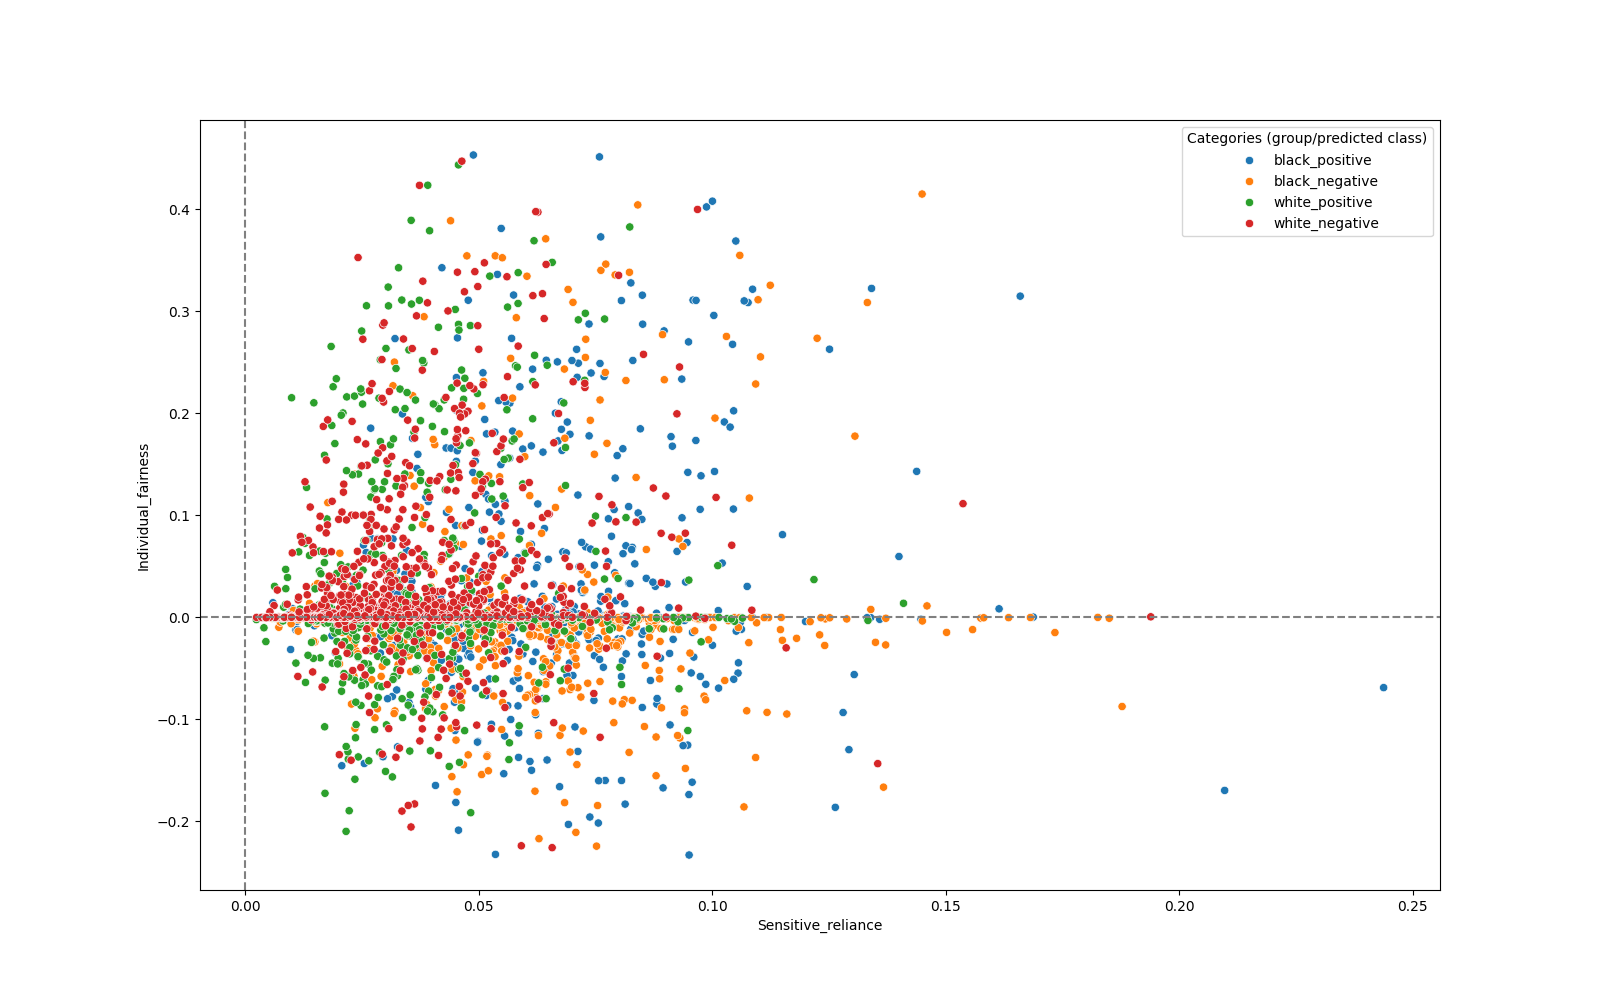 Categories (group/predicted class)
black_positive
black_negative
white_positive
white_negative
Individual_fairness
0.4
0.3
0.2
0.1
0.0
−0.1
−0.2
0.00 0.05 0.10 0.15 0.20 0.25
Sensitive_reliance